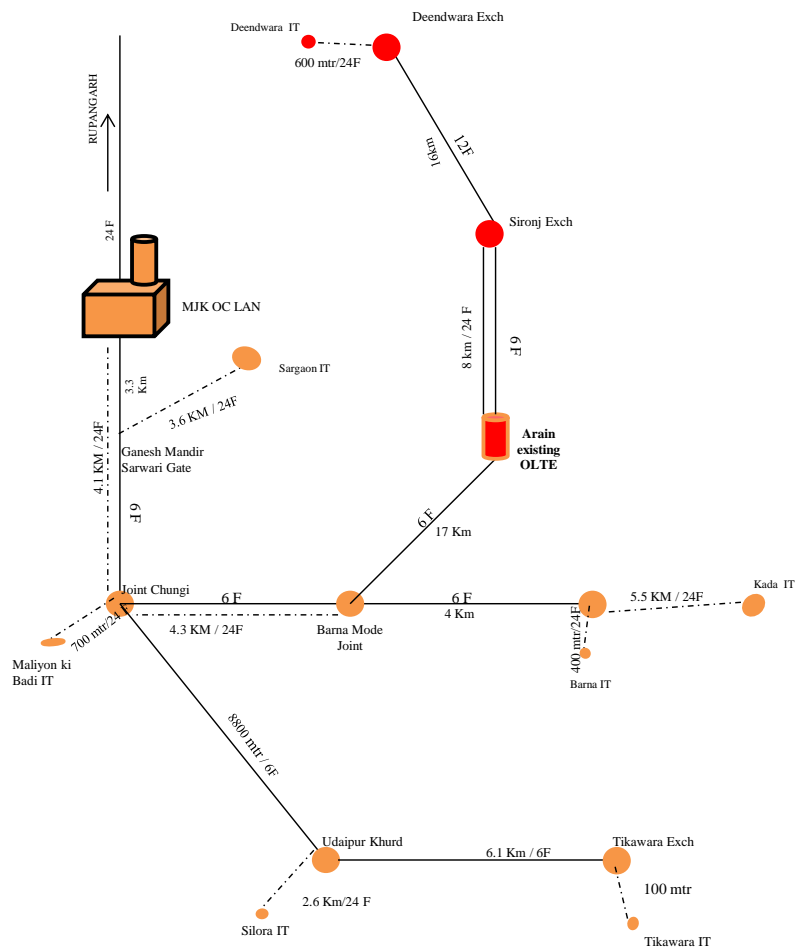 Deendwara Exch
Deendwara IT
600 mtr/24F
RUPANGARH
12F
16km
Sironj Exch
24 F
MJK OC LAN
8 km / 24 F
6 F
Sargaon IT
3.3
Km
3.6 KM / 24F
4.1 KM / 24F
Ganesh Mandir
Sarwari Gate
Arain
existing
OLTE
6 F
6 F
17 Km
Joint Chungi
6 F
6 F
4 Km
5.5 KM / 24F
Kada IT
700 mtr/24
4.3 KM / 24F
Barna Mode
Joint
400 mtr/24F
Maliyon ki
Badi IT
Barna IT
8800 mtr / 6F
Udaipur Khurd
6.1 Km / 6F
Tikawara Exch
2.6 Km/24 F
100 mtr
Silora IT
Tikawara IT